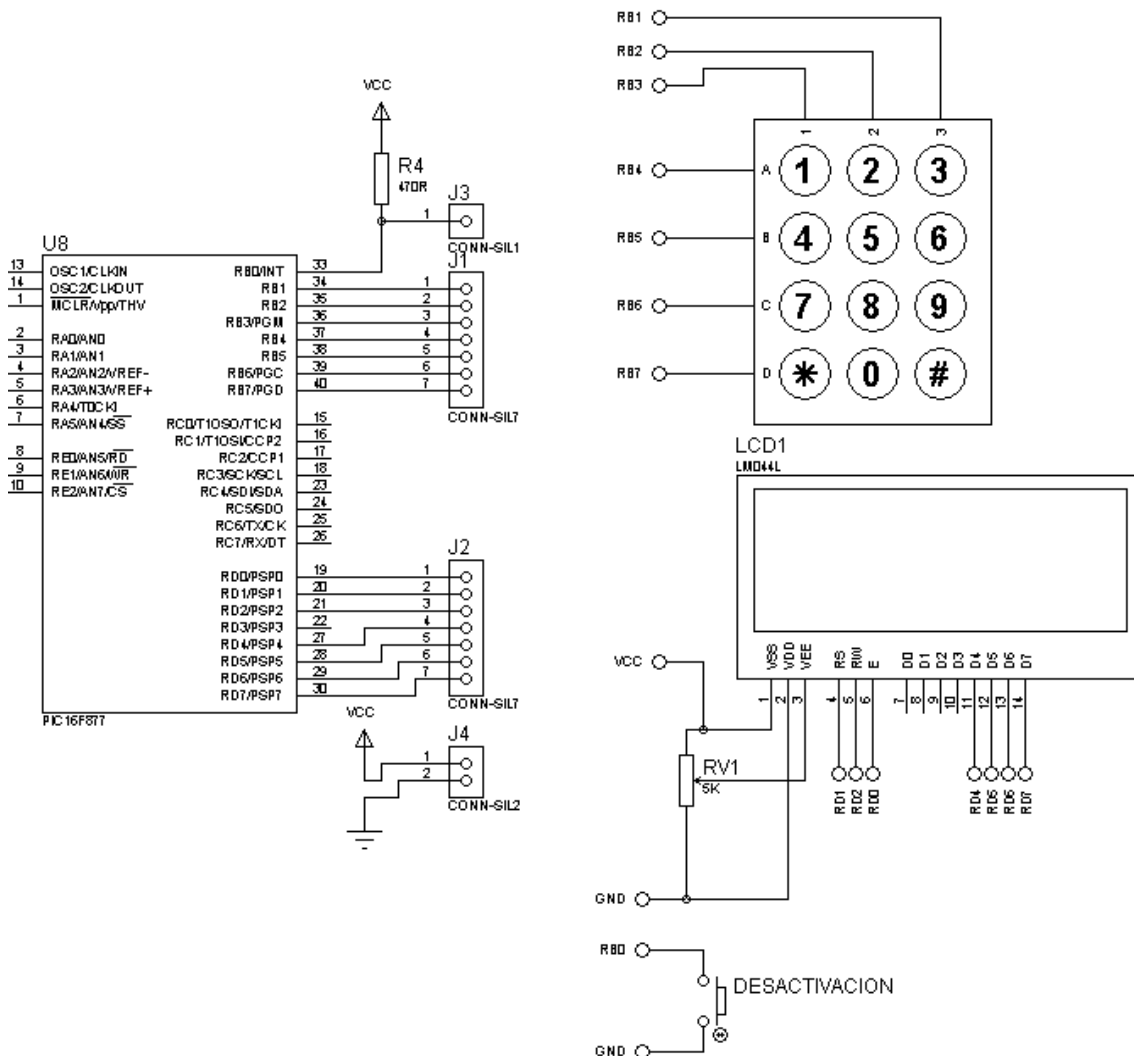 VCC
R4
470R
J3
1
CONN-SIL1
U8
13 OSC1/CLKIN
14 OSC2/CLKOUT
1 MCLR/Vpp/THV
2 RA0/AN0
3 RA1/AN1
4 RA2/AN2/VREF-
5 RA3/AN3/VREF+
6 RA4/T0CKI
7 RA5/AN4/SS
8 RE0/AN5/RD
9 RE1/AN6/WR
10 RE2/AN7/CS
RB0/INT 33
RB1 34
RB2 35
RB3/PGM 36
RB4 37
RB5 38
RB6/PGC 39
RB7/PGD 40
RC0/T1OSO/T1CKI 15
RC1/T1OSI/CCP2 16
RC2/CCP1 17
RC3/SCK/SCL 18
RC4/SDI/SDA 23
RC5/SDO 24
RC6/TX/CK 25
RC7/RX/DT 26
RD0/PSP0 19
RD1/PSP1 20
RD2/PSP2 21
RD3/PSP3 22
RD4/PSP4 27
RD5/PSP5 28
RD6/PSP6 29
RD7/PSP7 30
PIC16F877
J1
1
2
3
4
5
6
7
CONN-SIL7
J2
1
2
3
4
5
6
7
CONN-SIL7
VCC
J4
1
2
CONN-SIL2
RB1
RB2
RB3
1 2 3
RB4 A 1 2 3
RB5 B 4 5 6
RB6 C 7 8 9
RB7 D * 0 #
LCD1
LM044L
VSS VDD VEE RS RW E D0 D1 D2 D3 D4 D5 D6 D7
1 2 3 4 5 6 7 8 9 10 11 12 13 14
VCC
RV1
5K
RD1 RD2 RD0 RD4 RD5 RD6 RD7
GND
RB0
DESACTIVACION
GND